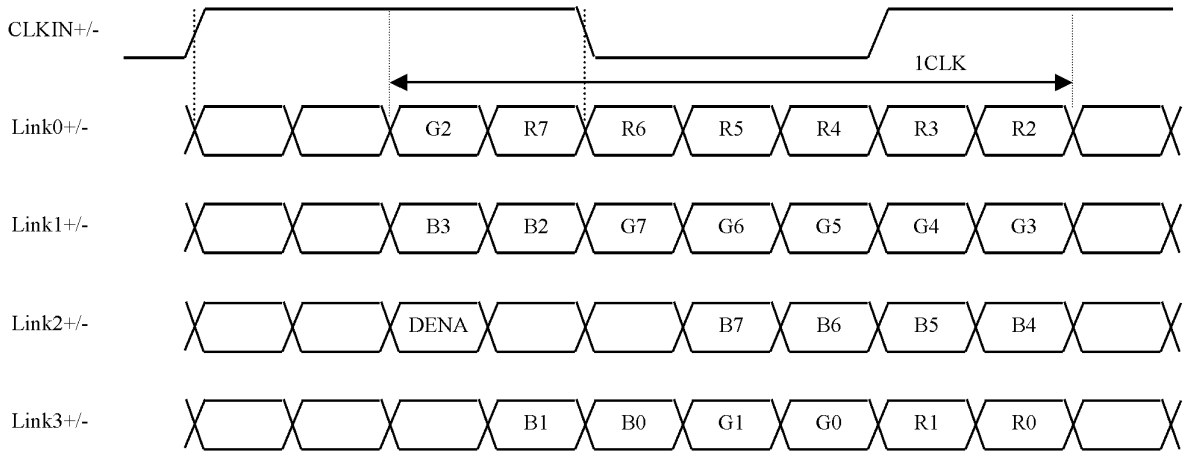 CLKIN+/-
1CLK
Link0+/- G2 R7 R6 R5 R4 R3 R2
Link1+/- B3 B2 G7 G6 G5 G4 G3
Link2+/- DENA B7 B6 B5 B4
Link3+/- B1 B0 G1 G0 R1 R0